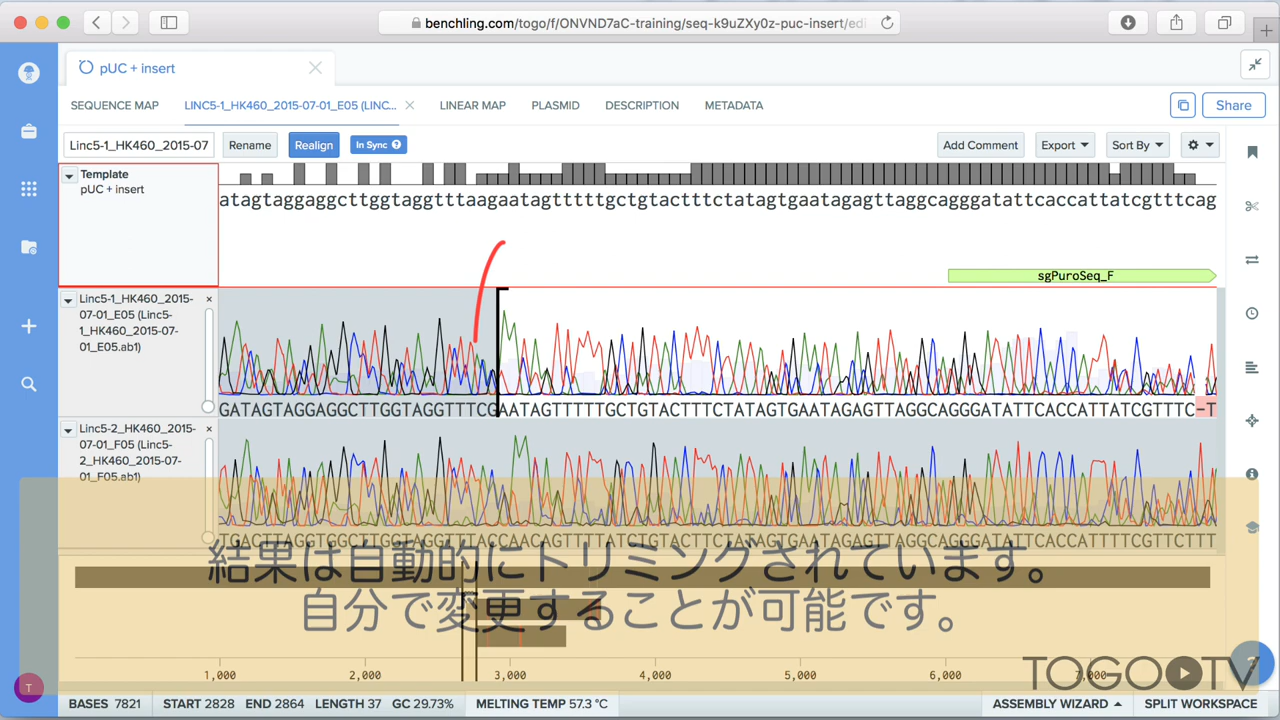 benchling.com/togo/f/ONVND7aC-training/seq-k9uZXy0z-puc-insert/edi
pUC + insert
SEQUENCE MAP
LINC5-1_HK460_2015-07-01_E05 (LINC...
LINEAR MAP
PLASMID
DESCRIPTION
METADATA
Share
Linc5-1_HK460_2015-07
Rename
Realign
In Sync
Add Comment
Export
Sort By
Template
pUC + insert
atagtaggaggcttggtaggtttaagaatagtttttgctgtactttctatagtgaatagagttaggcagggatattcaccattatcgtttcag
sgPuroSeq_F
Linc5-1_HK460_2015-
07-01_E05 (Linc5-
1_HK460_2015-07-
01_E05.ab1)
GATAGTAGGAGGCTTGGTAGGTTTCGAATAGTTTTTGCTGTACTTTCTATAGTGAATAGAGTTAGGCAGGGATATTCACCATTATCGTTTC-T
Linc5-2_HK460_2015-
07-01_F05 (Linc5-
2_HK460_2015-07-
01_F05.ab1)
結果は自動的にトリミングされています。
自分で変更することが可能です。
1,000
2,000
3,000
4,000
5,000
6,000
7,000
TOGO TV
T
BASES 7821
START 2828
END 2864
LENGTH 37
GC 29.73%
MELTING TEMP 57.3 °C
ASSEMBLY WIZARD
SPLIT WORKSPACE